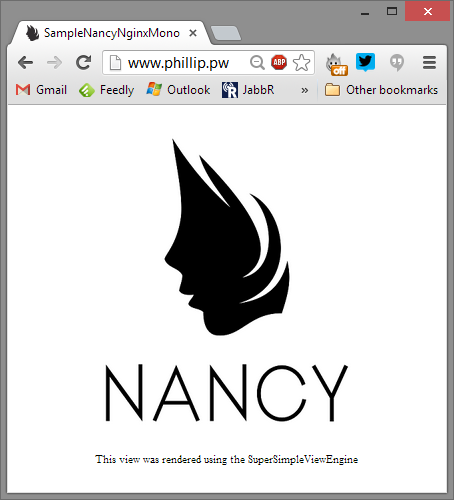 SampleNancyNginxMono
www.phillip.pw
ABP
off
Gmail
Feedly
Outlook
R
JabbR
»
Other bookmarks
NANCY
This view was rendered using the SuperSimpleViewEngine